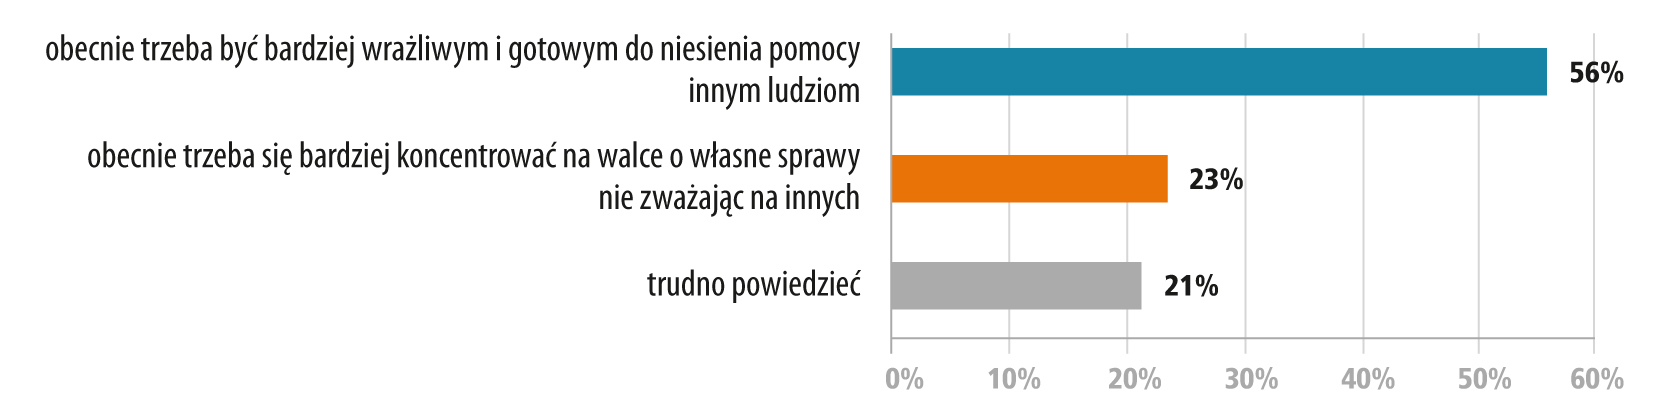 obecnie trzeba być bardziej wrażliwym i gotowym do niesienia pomocy
innym ludziom
56%
obecnie trzeba się bardziej koncentrować na walce o własne sprawy
nie zważając na innych
23%
trudno powiedzieć
21%
0% 10% 20% 30% 40% 50% 60%